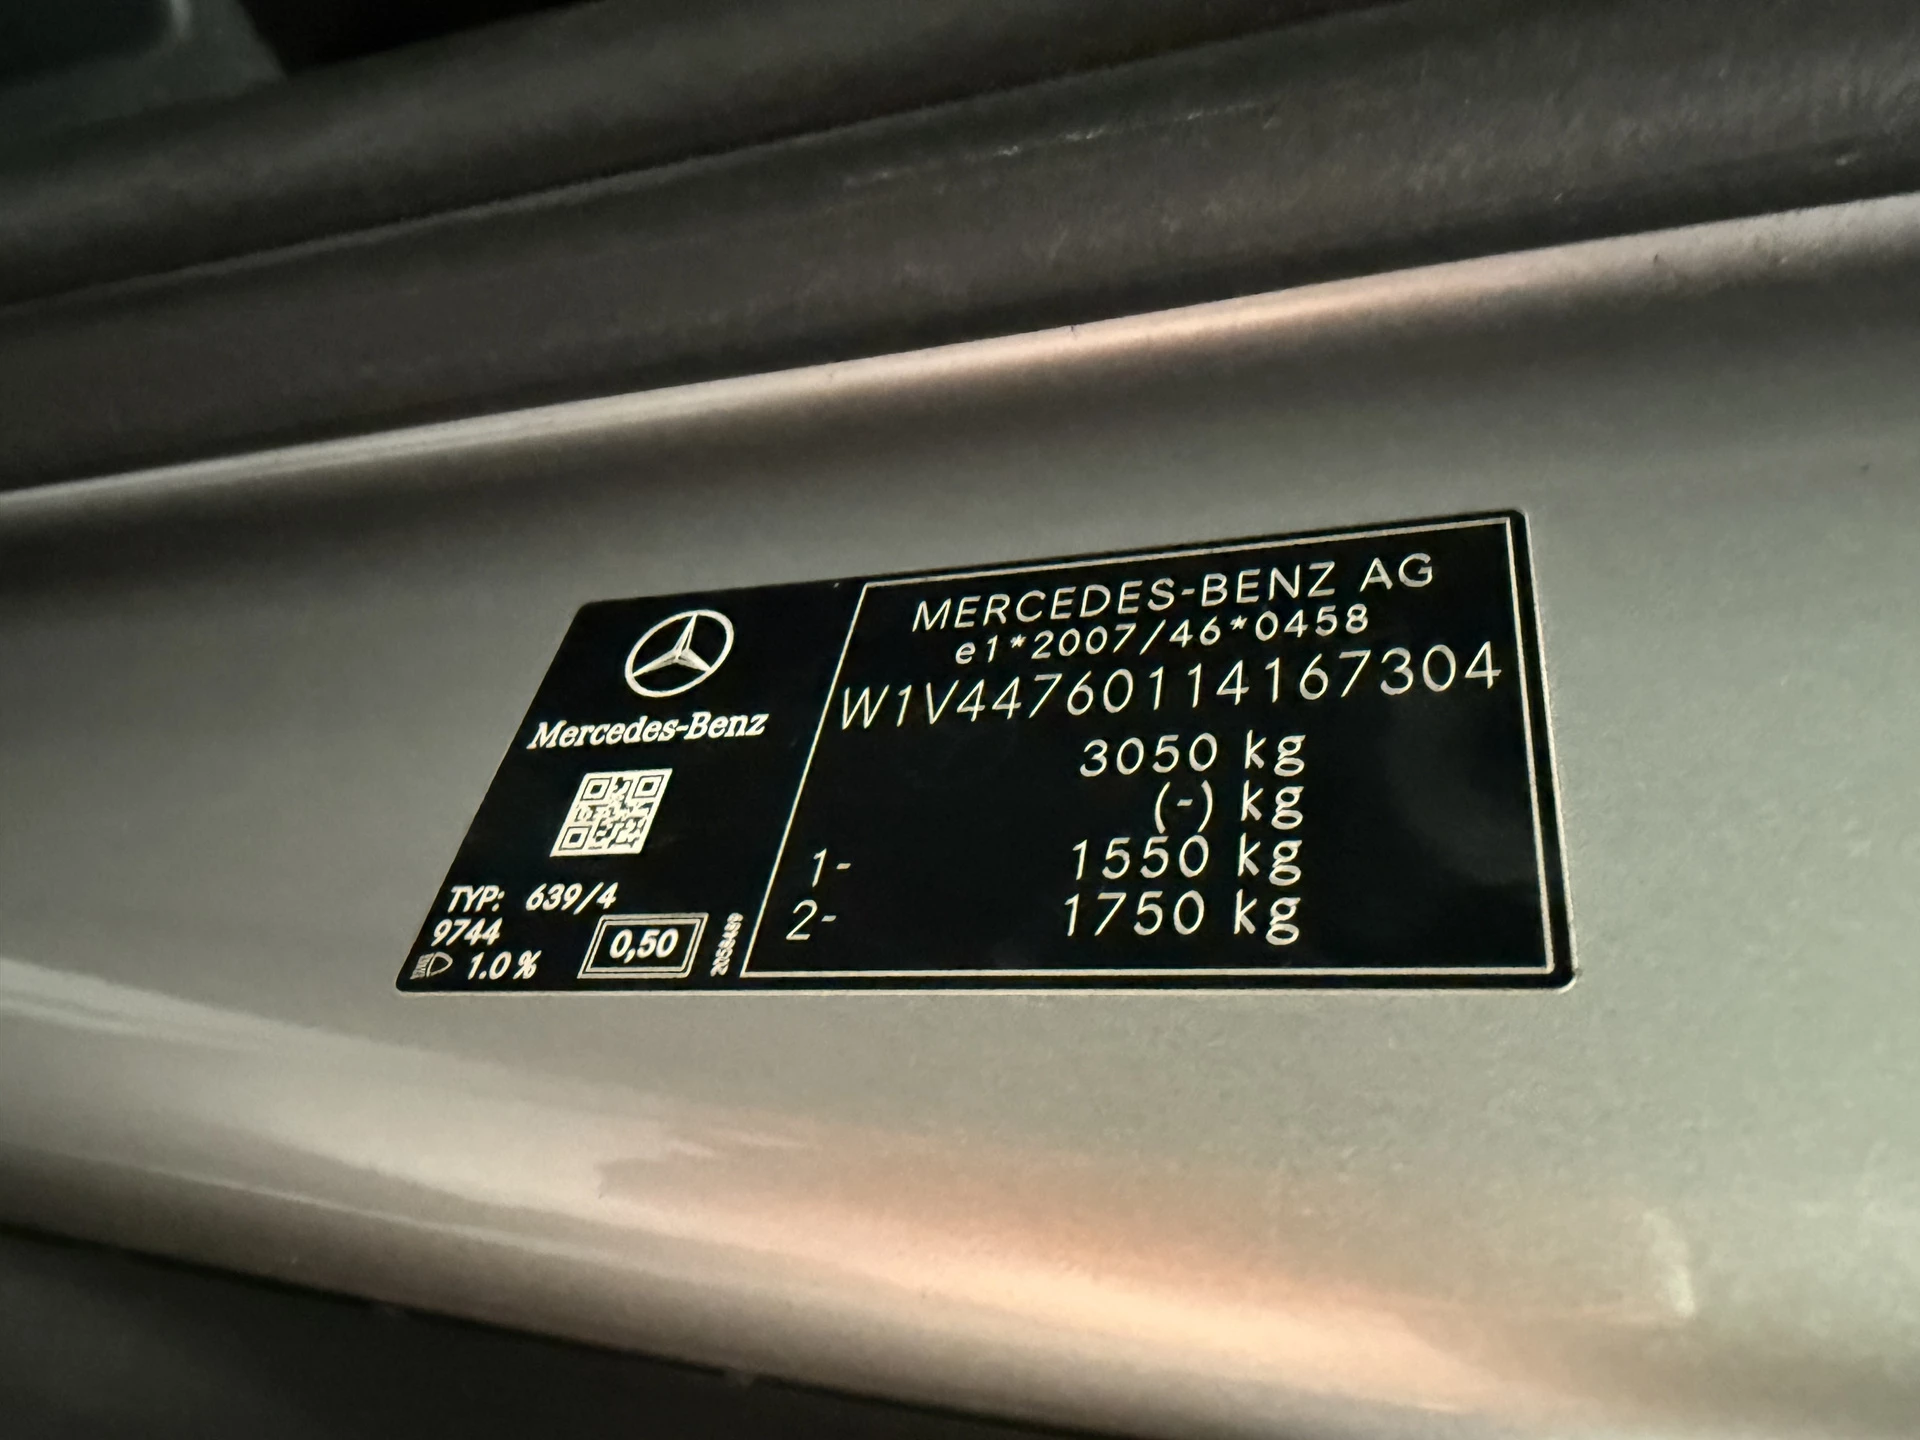 Mercedes-Benz
TYP: 639/4
9744
1.0 %
0,50
2058489
MERCEDES-BENZ AG
e1*2007/46*0458
W1V44760114167304
3050 kg
(-) kg
1- 1550 kg
2- 1750 kg